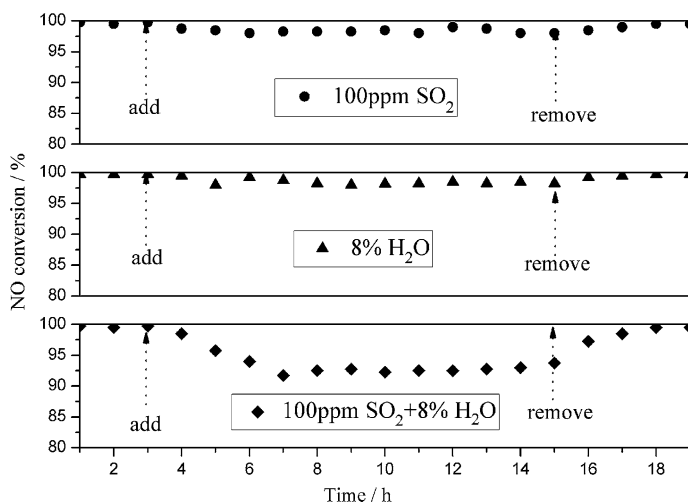 100
95
90
85
80
add
100ppm SO₂
remove
100
95
90
85
80
add
8% H₂O
remove
100
95
90
85
80
add
100ppm SO₂+8% H₂O
remove
2 4 6 8 10 12 14 16 18
Time / h
NO conversion / %